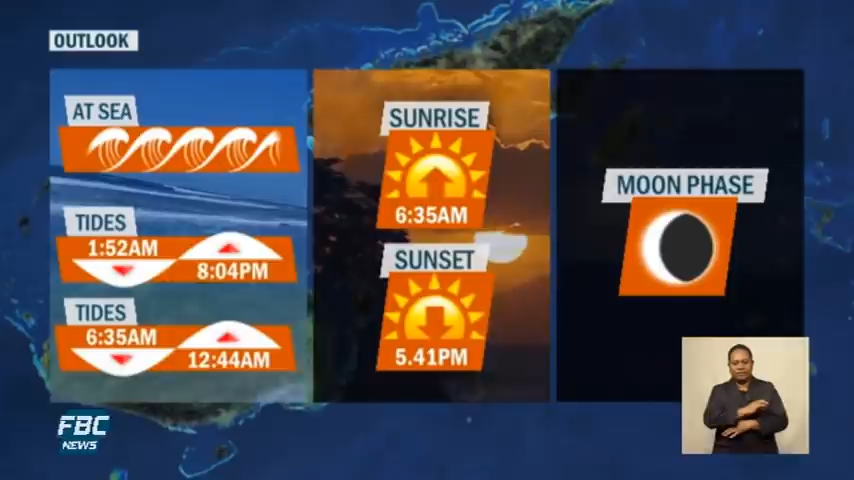 OUTLOOK
AT SEA
TIDES
1:52AM
8:04PM
TIDES
6:35AM
12:44AM
SUNRISE
6:35AM
SUNSET
5.41PM
MOON PHASE
FBC
NEWS